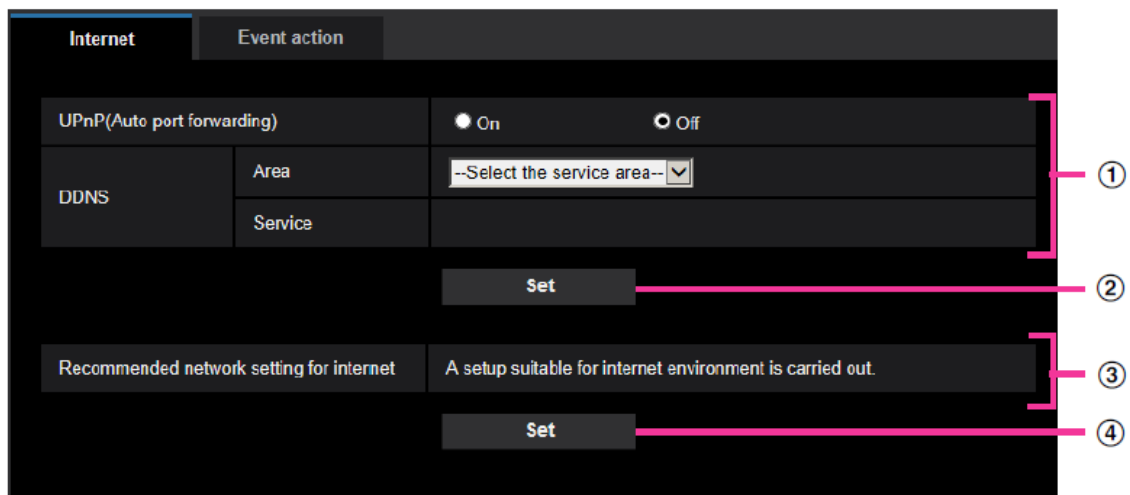 Internet Event action
UPnP(Auto port forwarding) On Off
DDNS Area --Select the service area--
Service
①
Set ②
Recommended network setting for internet A setup suitable for internet environment is carried out. ③
Set ④